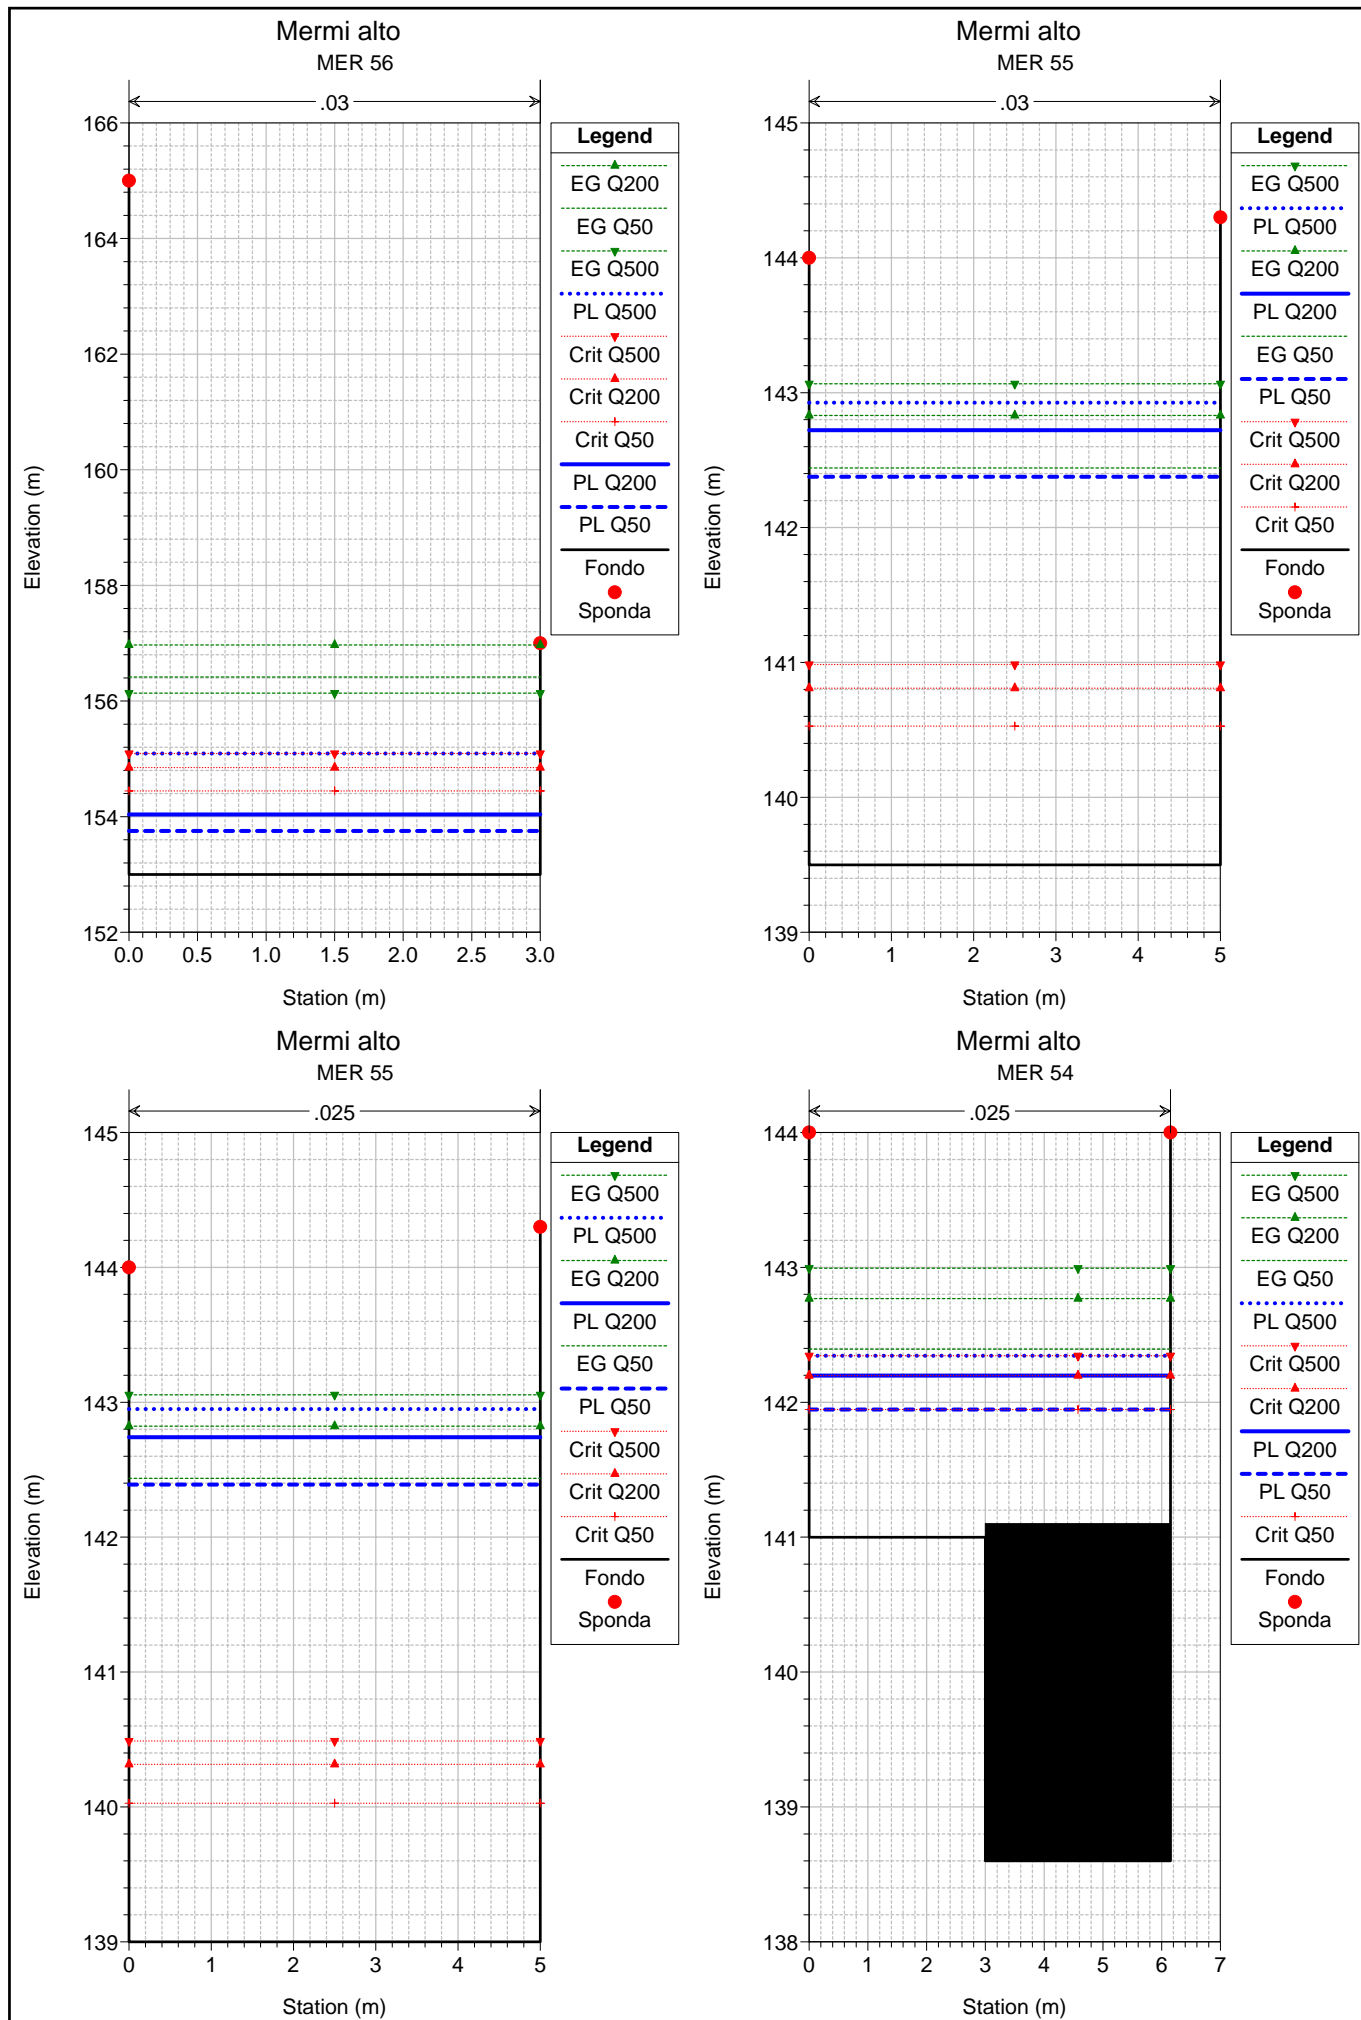 Mermi alto
MER 56
.03
166
164
162
160
158
156
154
152
0.0 0.5 1.0 1.5 2.0 2.5 3.0
Station (m)
Elevation (m)
Legend
EG Q200
EG Q50
EG Q500
PL Q500
Crit Q500
Crit Q200
Crit Q50
PL Q200
PL Q50
Fondo
Sponda
Mermi alto
MER 55
.03
145
144
143
142
141
140
139
0 1 2 3 4 5
Station (m)
Elevation (m)
Legend
EG Q500
PL Q500
EG Q200
PL Q200
EG Q50
PL Q50
Crit Q500
Crit Q200
Crit Q50
Fondo
Sponda
Mermi alto
MER 55
.025
145
144
143
142
141
140
139
0 1 2 3 4 5
Station (m)
Elevation (m)
Legend
EG Q500
PL Q500
EG Q200
PL Q200
EG Q50
PL Q50
Crit Q500
Crit Q200
Crit Q50
Fondo
Sponda
Mermi alto
MER 54
.025
144
143
142
141
140
139
138
0 1 2 3 4 5 6 7
Station (m)
Elevation (m)
Legend
EG Q500
EG Q200
EG Q50
PL Q500
Crit Q500
Crit Q200
PL Q200
PL Q50
Crit Q50
Fondo
Sponda